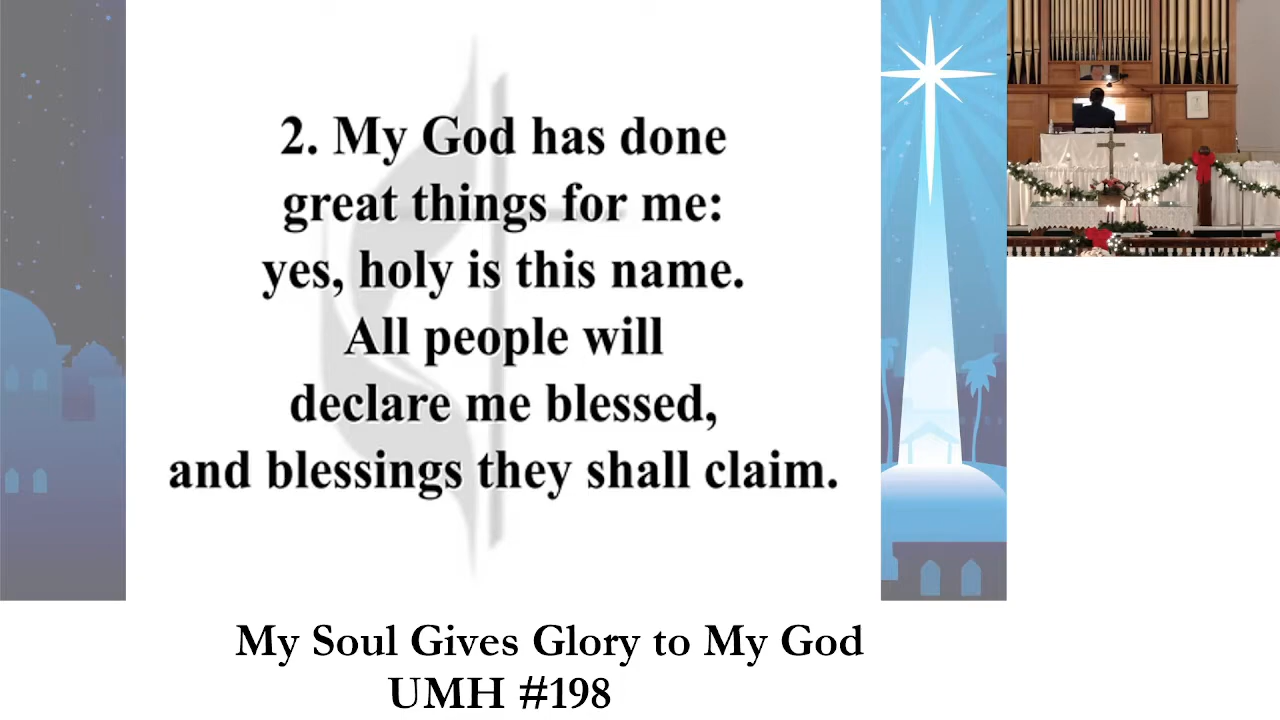 2. My God has done
great things for me:
yes, holy is this name.
All people will
declare me blessed,
and blessings they shall claim.
My Soul Gives Glory to My God
UMH #198